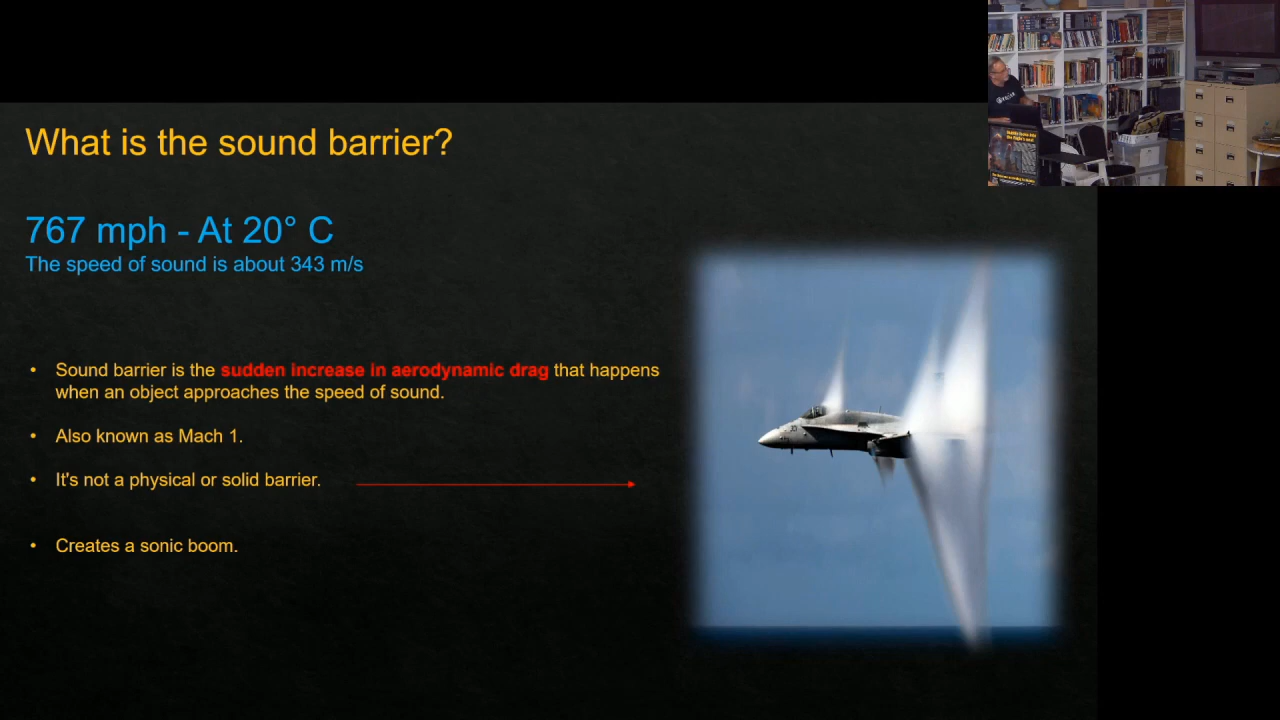 What is the sound barrier?
767 mph - At 20° C
The speed of sound is about 343 m/s
• Sound barrier is the sudden increase in aerodynamic drag that happens
when an object approaches the speed of sound.
• Also known as Mach 1.
• It's not a physical or solid barrier.
• Creates a sonic boom.